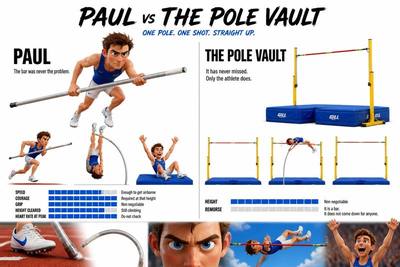 PAUL VS THE POLE VAULT
ONE POLE. ONE SHOT. STRAIGHT UP.
PAUL
The bar was never the problem.
THE POLE VAULT
It has never missed.
Only the athlete does.
SPEED Enough to get airborne
COURAGE Required at that height
GRIP Non-negotiable
HEIGHT CLEARED Still climbing
HEART RATE AT PEAK Do not check
HEIGHT Non-negotiable
REMORSE It is a bar.
It does not come down for anyone.